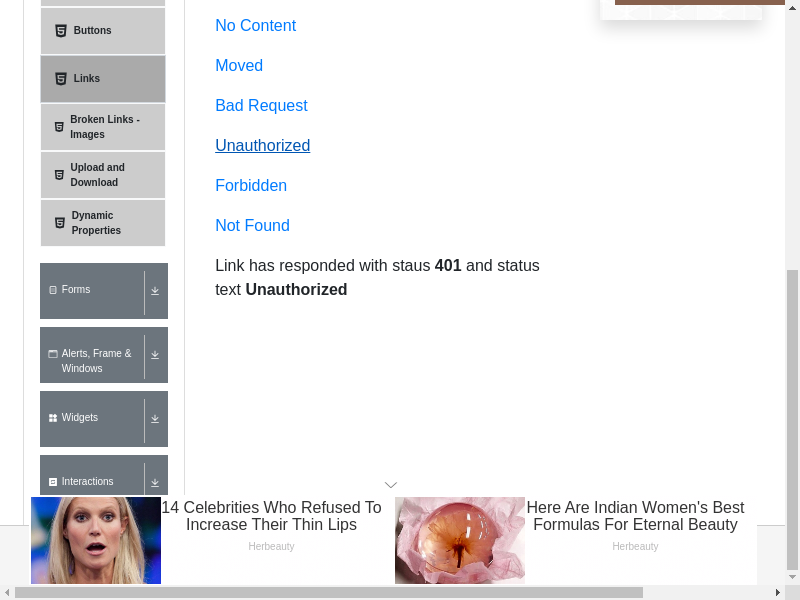 Buttons
Links
Broken Links -
Images
Upload and
Download
Dynamic
Properties
Forms
Alerts, Frame &
Windows
Widgets
Interactions
No Content
Moved
Bad Request
Unauthorized
Forbidden
Not Found
Link has responded with staus 401 and status
text Unauthorized
14 Celebrities Who Refused To
Increase Their Thin Lips
Herbeauty
Here Are Indian Women's Best
Formulas For Eternal Beauty
Herbeauty